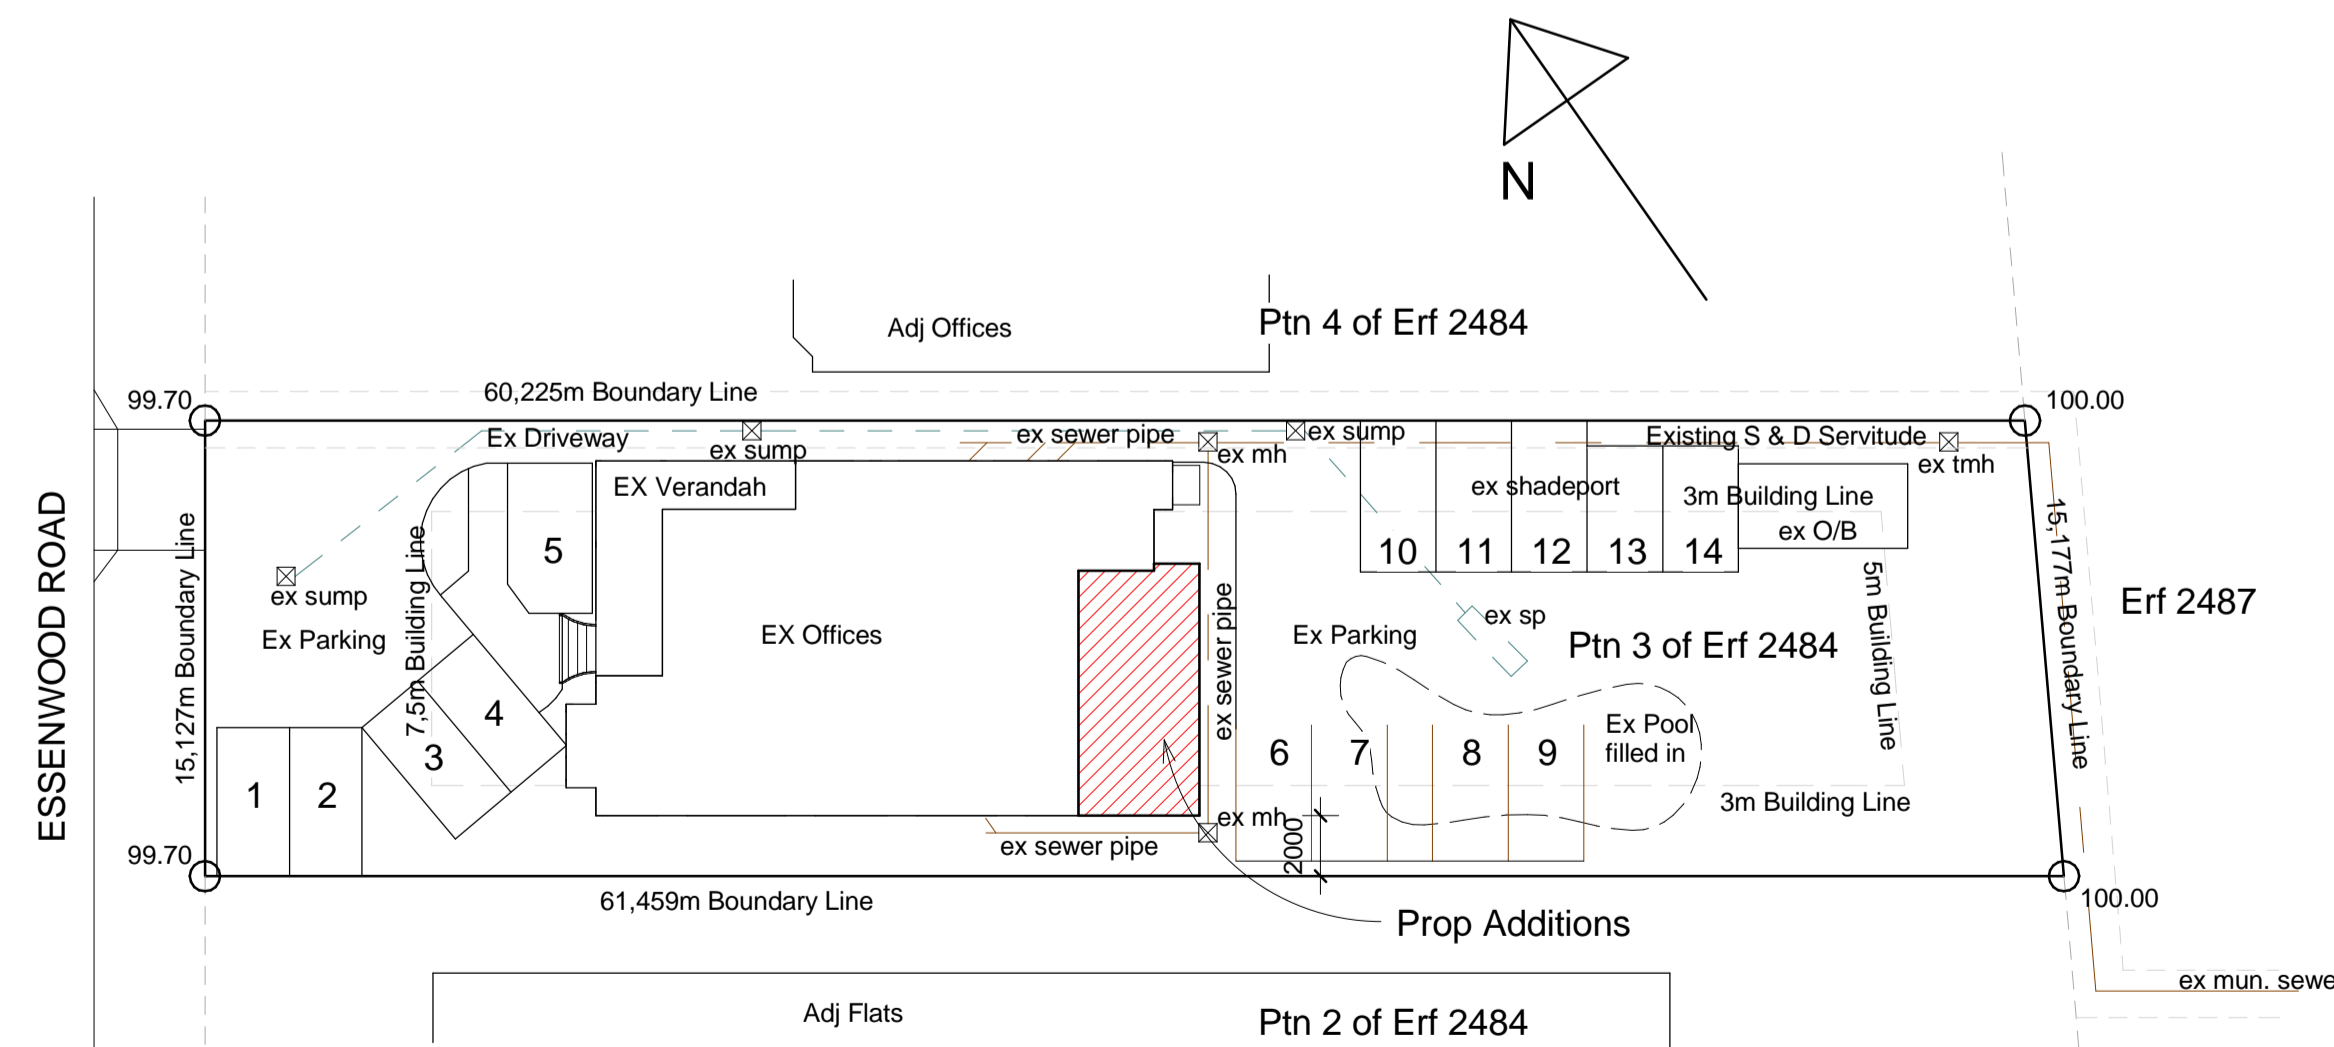 N
Adj Offices
Ptn 4 of Erf 2484
99.70
60,225m Boundary Line
100.00
Ex Driveway
ex sump
ex sewer pipe
ex mh
ex sump
Existing S & D Servitude
ex tmh
EX Verandah
ex shadeport
3m Building Line
ex O/B
ESSENWOOD ROAD
15,127m Boundary Line
ex sump
Ex Parking
7,5m Building Line
5
EX Offices
ex sewer pipe
10
11
12
13
14
Ex Parking
ex sp
Ptn 3 of Erf 2484
5m Building Line
15,177m Boundary Line
Erf 2487
1
2
3
4
6
7
8
9
Ex Pool
filled in
3m Building Line
ex mh
2000
ex sewer pipe
99.70
61,459m Boundary Line
100.00
Prop Additions
Adj Flats
Ptn 2 of Erf 2484
ex mun. sewe